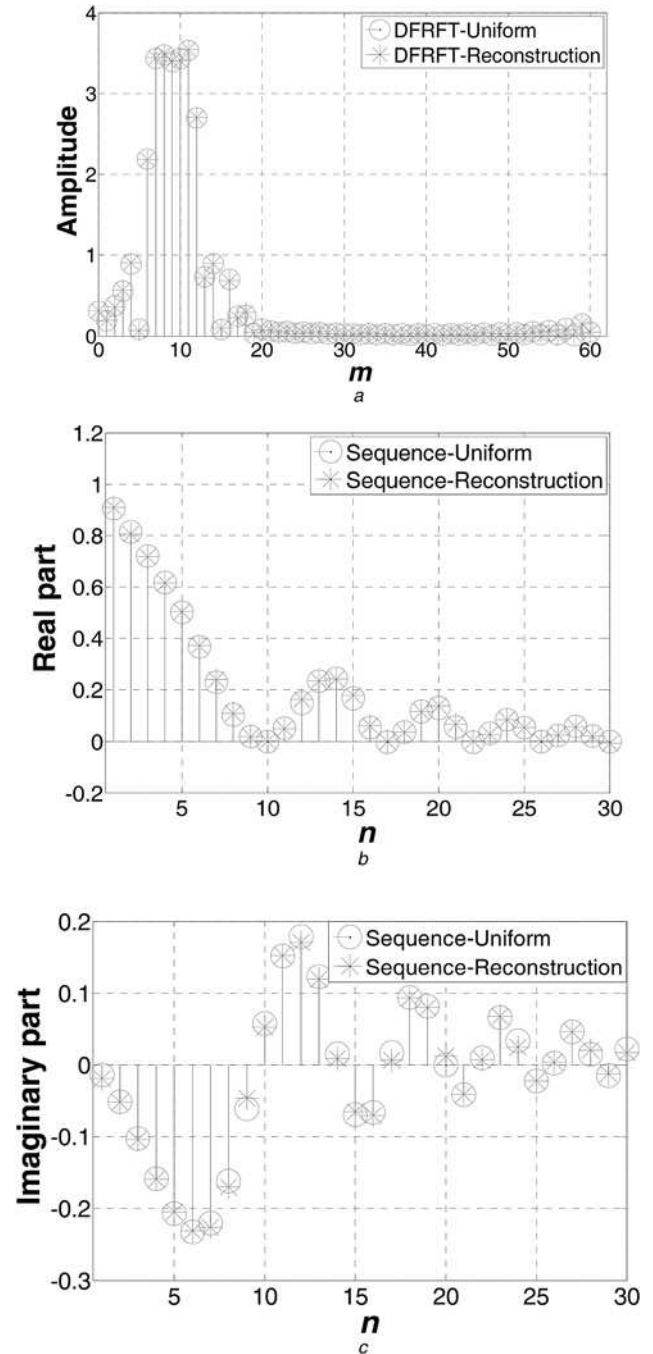 4
3
2
1
0
Amplitude
DFRFT-Uniform
DFRFT-Reconstruction
0 10 20 30 40 50 60
m
a
1.2
1
0.8
0.6
0.4
0.2
0
-0.2
Real part
Sequence-Uniform
Sequence-Reconstruction
5 10 15 20 25 30
n
b
0.2
0.1
0
-0.1
-0.2
-0.3
Imaginary part
Sequence-Uniform
Sequence-Reconstruction
5 10 15 20 25 30
n
c